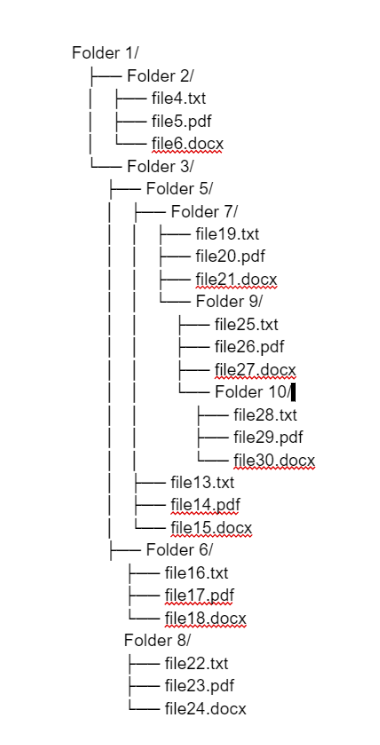 Folder 1/
├── Folder 2/
│ ├── file4.txt
│ ├── file5.pdf
│ └── file6.docx
└── Folder 3/
├── Folder 5/
│ ├── Folder 7/
│ │ ├── file19.txt
│ │ ├── file20.pdf
│ │ ├── file21.docx
│ │ └── Folder 9/
│ │ ├── file25.txt
│ │ ├── file26.pdf
│ │ ├── file27.docx
│ │ └── Folder 10/
│ │ ├── file28.txt
│ │ ├── file29.pdf
│ │ └── file30.docx
│ ├── file13.txt
│ ├── file14.pdf
│ └── file15.docx
├── Folder 6/
├── file16.txt
├── file17.pdf
└── file18.docx
Folder 8/
├── file22.txt
├── file23.pdf
└── file24.docx